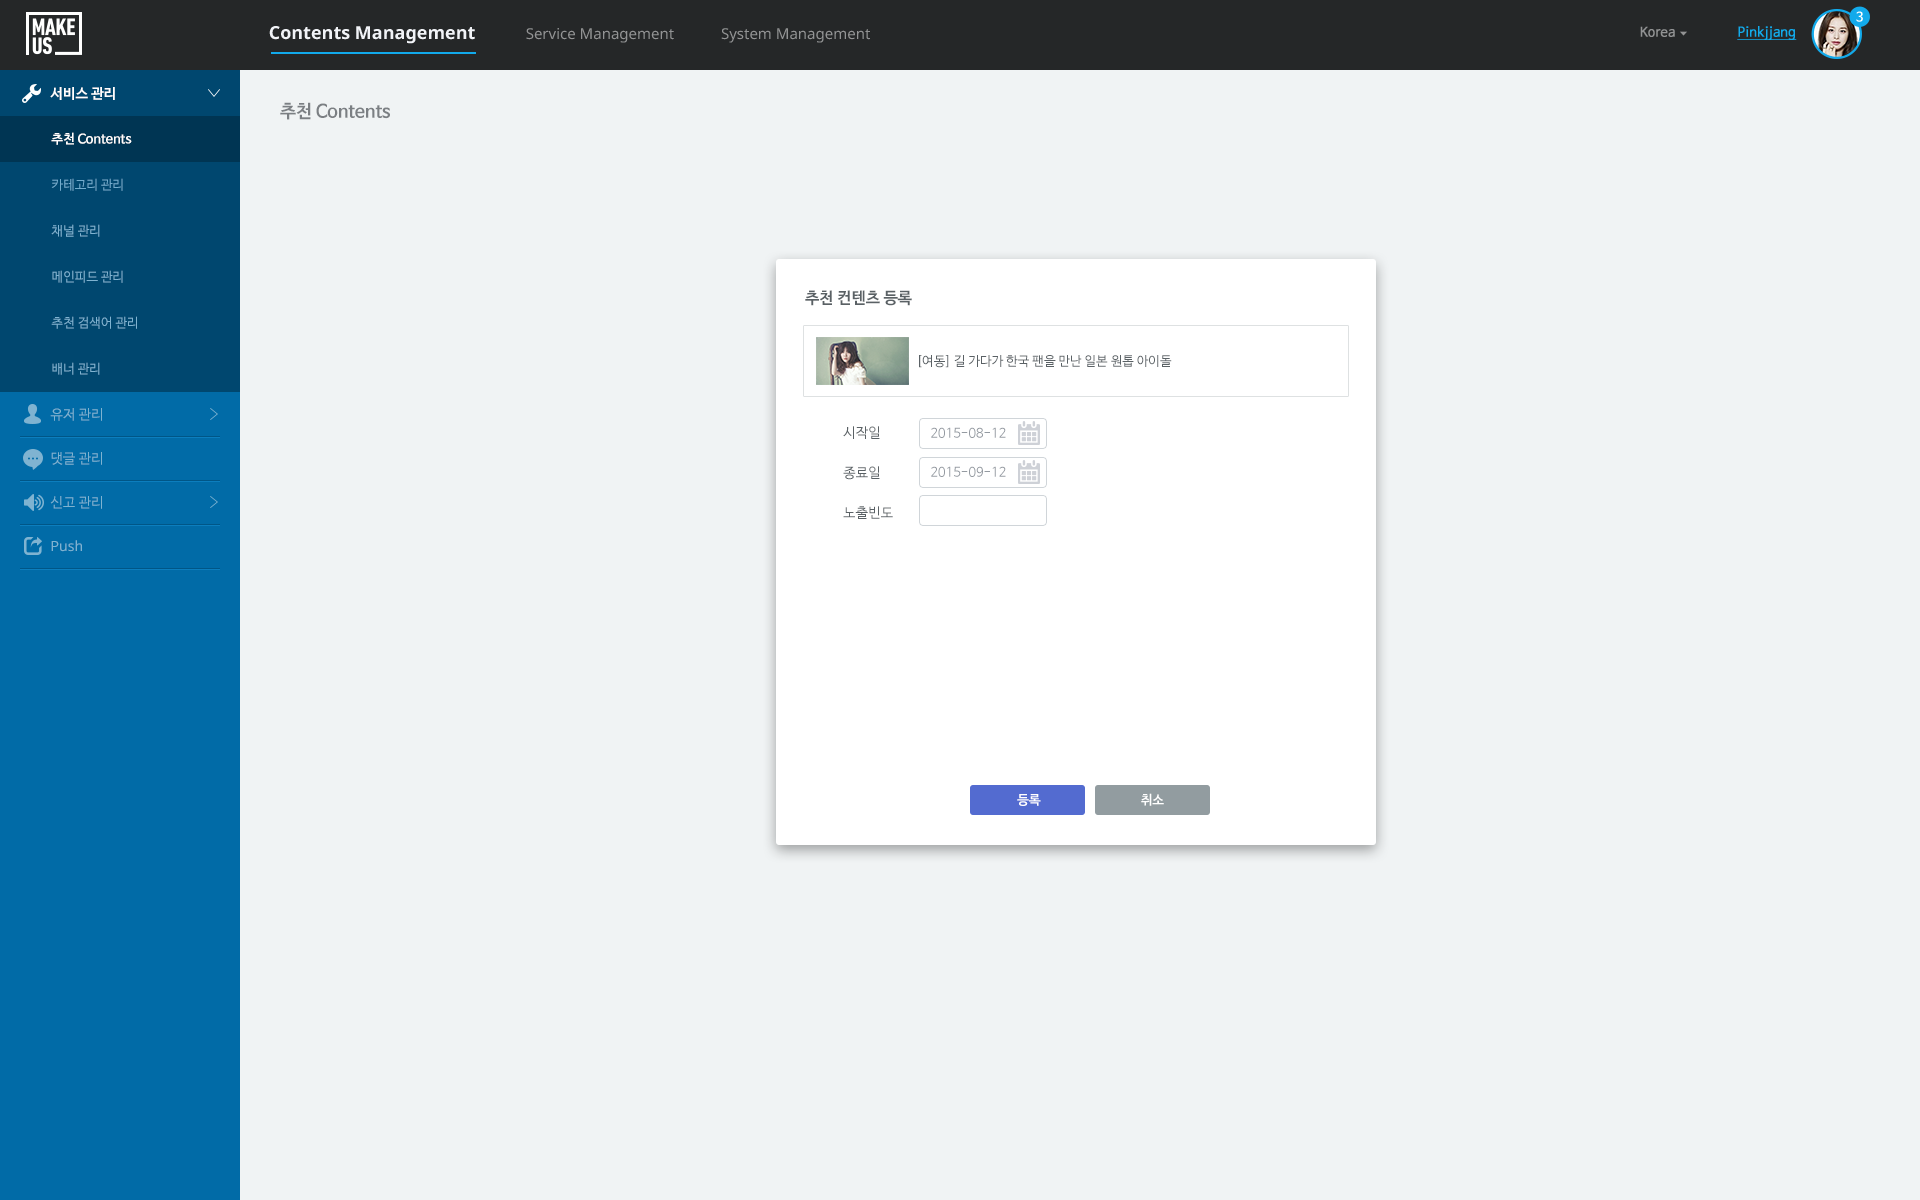 MAKE
US
Contents Management
Service Management
System Management
Korea
Pinkjjang
3
서비스 관리
추천 Contents
카테고리 관리
채널 관리
메인피드 관리
추천 검색어 관리
배너 관리
유저 관리
댓글 관리
신고 관리
Push
추천 Contents
추천 컨텐츠 등록
[여동] 길 가다가 한국 팬을 만난 일본 원톱 아이돌
시작일 2015-08-12
종료일 2015-09-12
노출빈도
등록
취소